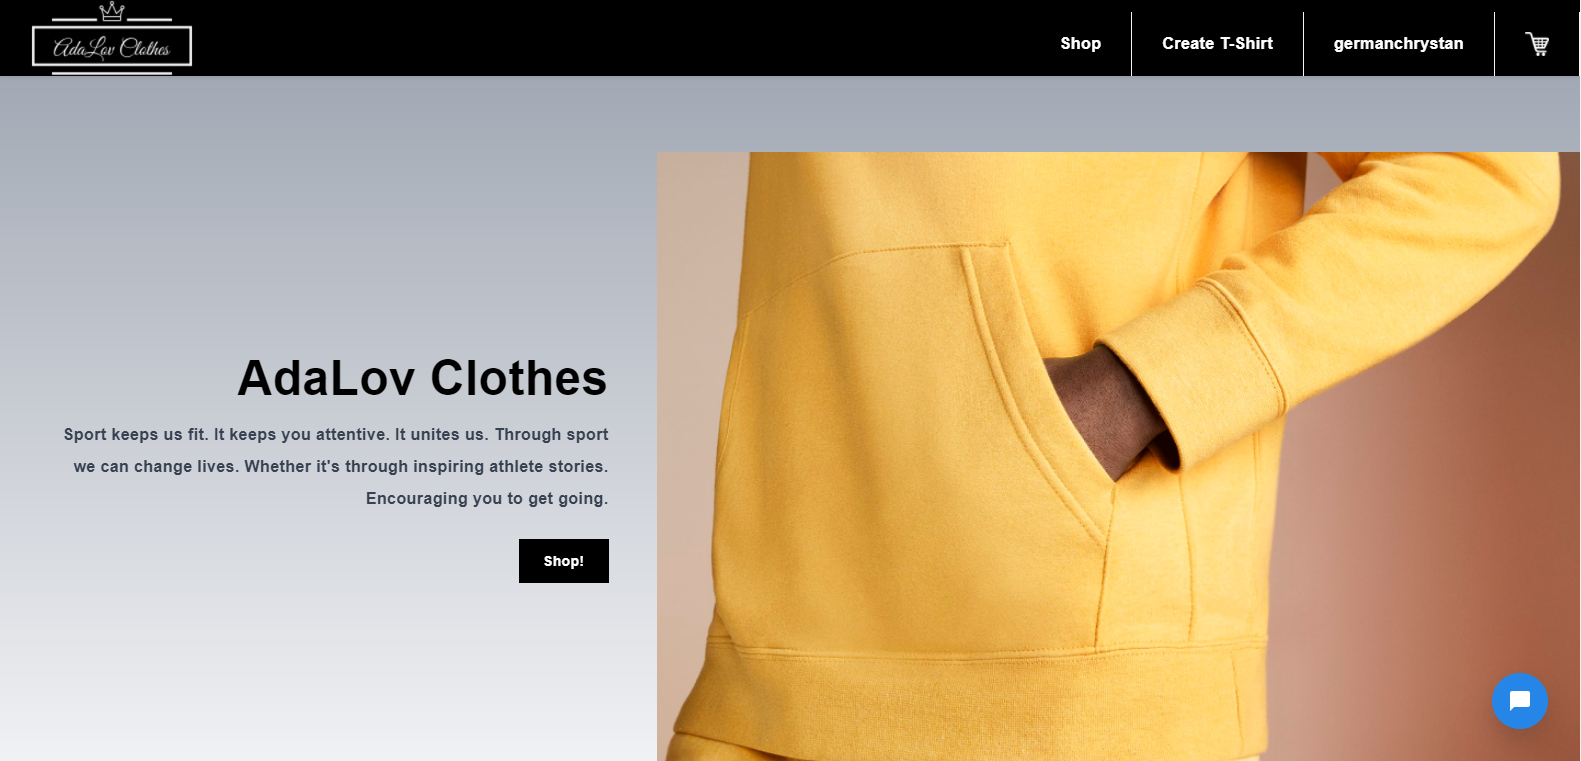 AdaLov Clothes
Shop
Create T-Shirt
germanchrystan
AdaLov Clothes
Sport keeps us fit. It keeps you attentive. It unites us. Through sport
we can change lives. Whether it's through inspiring athlete stories.
Encouraging you to get going.
Shop!